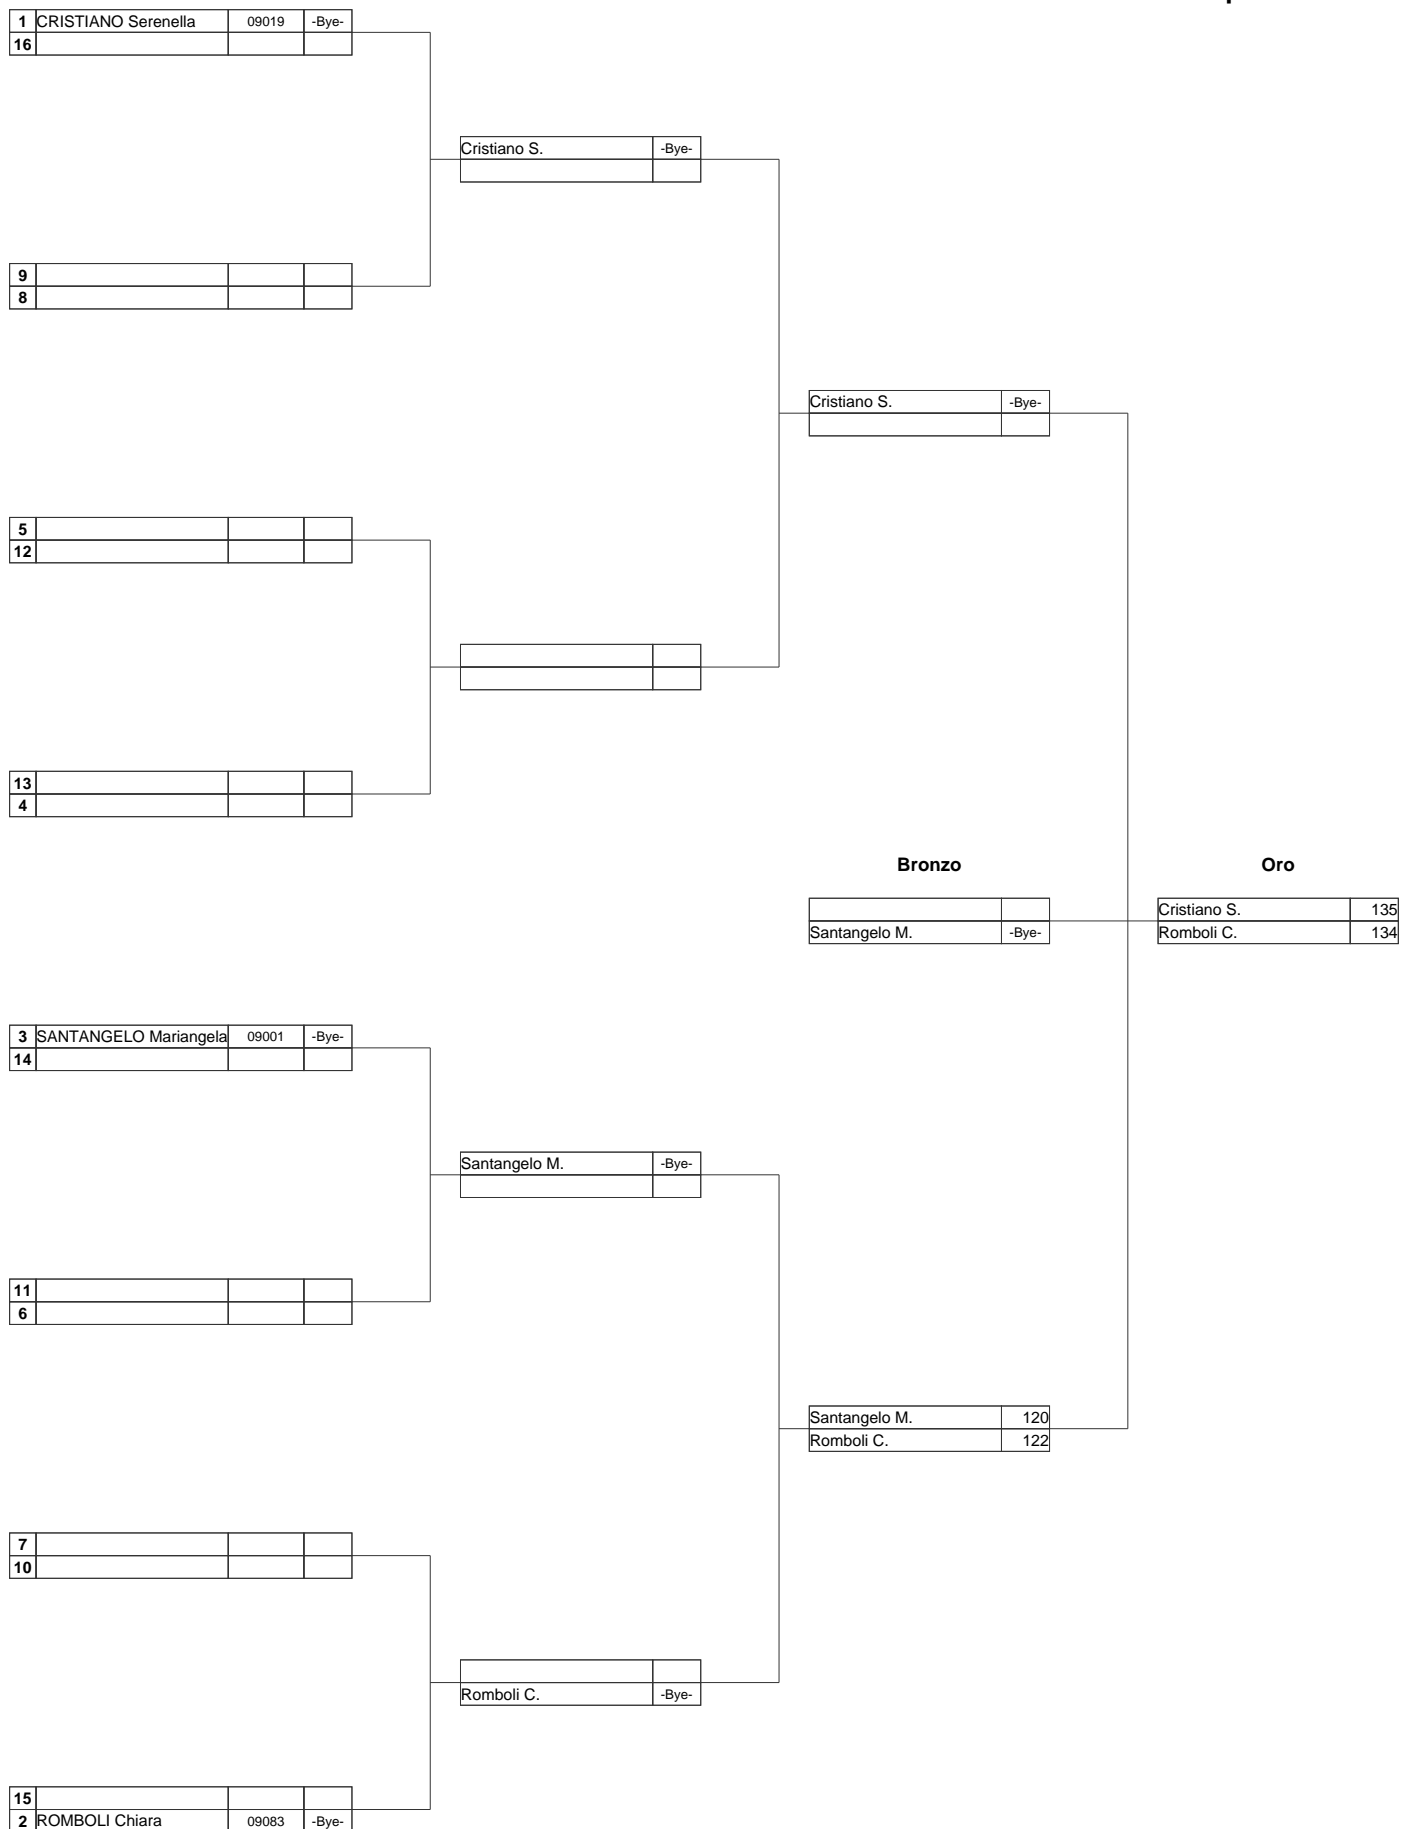 1 CRISTIANO Serenella 09019 -Bye-
16
Cristiano S. -Bye-
9
8
Cristiano S. -Bye-
5
12
13
4
Bronzo Oro
Cristiano S. 135
Santangelo M. -Bye- Romboli C. 134
3 SANTANGELO Mariangela 09001 -Bye-
14
Santangelo M. -Bye-
11
6
Santangelo M. 120
Romboli C. 122
7
10
Romboli C. -Bye-
15
2 ROMBOLI Chiara 09083 -Bye-